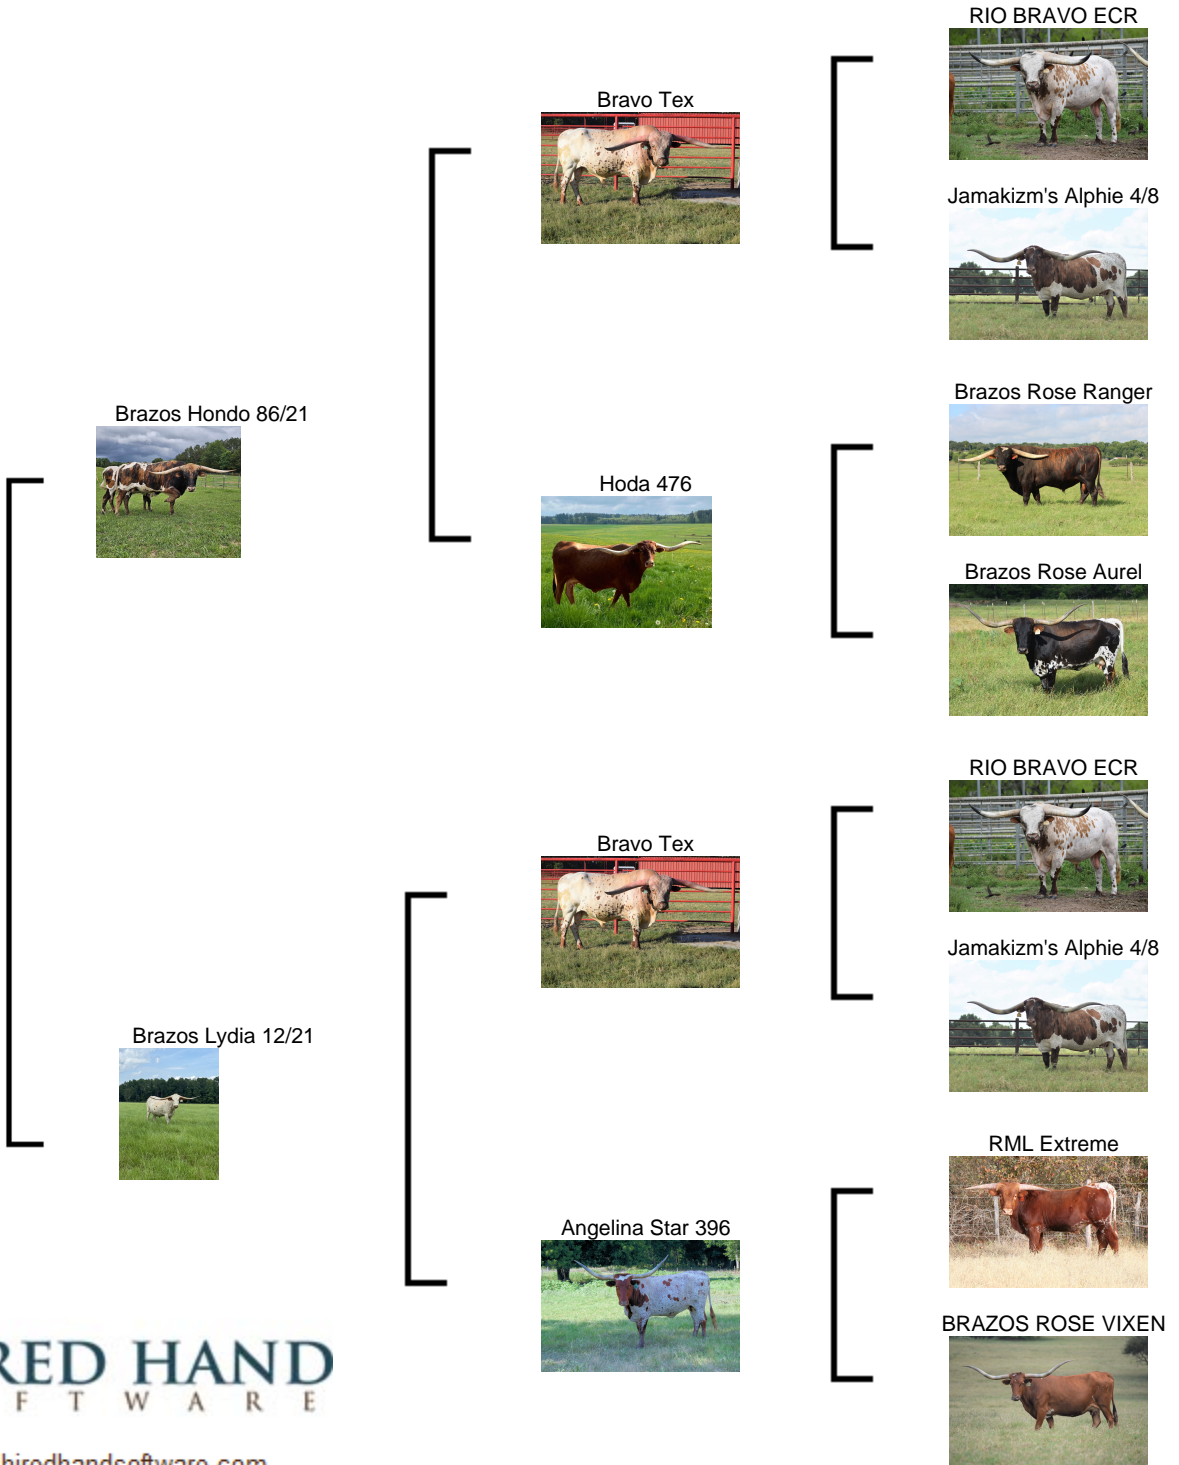 RIO BRAVO ECR
Bravo Tex
Jamakizm's Alphie 4/8
Brazos Rose Ranger
Brazos Hondo 86/21
Hoda 476
Brazos Rose Aurel
RIO BRAVO ECR
Bravo Tex
Jamakizm's Alphie 4/8
Brazos Lydia 12/21
RML Extreme
Angelina Star 396
BRAZOS ROSE VIXEN
RED HAND
F T W A R E
hiredhandsoftware.com